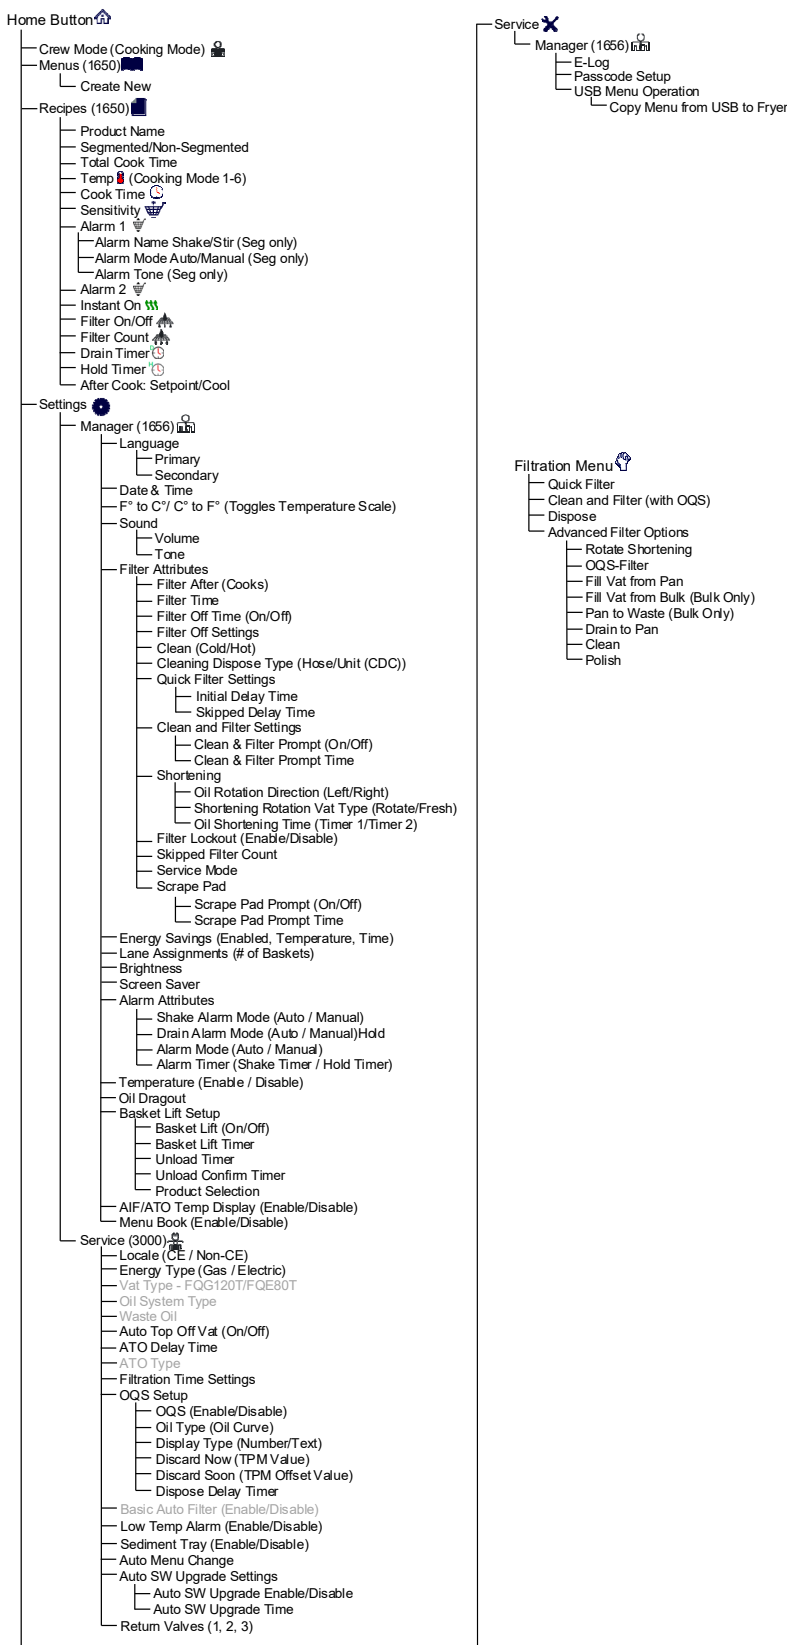 Home Button
Crew Mode (Cooking Mode)
Menus (1650)
Create New
Recipes (1650)
Product Name
Segmented/Non-Segmented
Total Cook Time
Temp (Cooking Mode 1-6)
Cook Time
Sensitivity
Alarm 1
Alarm Name Shake/Stir (Seg only)
Alarm Mode Auto/Manual (Seg only)
Alarm Tone (Seg only)
Alarm 2
Instant On
Filter On/Off
Filter Count
Drain Timer
Hold Timer
After Cook: Setpoint/Cool
Settings
Manager (1656)
Language
Primary
Secondary
Date & Time
F° to C°/ C° to F° (Toggles Temperature Scale)
Sound
Volume
Tone
Filter Attributes
Filter After (Cooks)
Filter Time
Filter Off Time (On/Off)
Filter Off Settings
Clean (Cold/Hot)
Cleaning Dispose Type (Hose/Unit (CDC))
Quick Filter Settings
Initial Delay Time
Skipped Delay Time
Clean and Filter Settings
Clean & Filter Prompt (On/Off)
Clean & Filter Prompt Time
Shortening
Oil Rotation Direction (Left/Right)
Shortening Rotation Vat Type (Rotate/Fresh)
Oil Shortening Time (Timer 1/Timer 2)
Filter Lockout (Enable/Disable)
Skipped Filter Count
Service Mode
Scrape Pad
Scrape Pad Prompt (On/Off)
Scrape Pad Prompt Time
Energy Savings (Enabled, Temperature, Time)
Lane Assignments (# of Baskets)
Brightness
Screen Saver
Alarm Attributes
Shake Alarm Mode (Auto / Manual)
Drain Alarm Mode (Auto / Manual)Hold
Alarm Mode (Auto / Manual)
Alarm Timer (Shake Timer / Hold Timer)
Temperature (Enable / Disable)
Oil Dragout
Basket Lift Setup
Basket Lift (On/Off)
Basket Lift Timer
Unload Timer
Unload Confirm Timer
Product Selection
AIF/ATO Temp Display (Enable/Disable)
Menu Book (Enable/Disable)
Service (3000)
Locale (CE / Non-CE)
Energy Type (Gas / Electric)
Vat Type - FQG120T/FQE80T
Oil System Type
Waste Oil
Auto Top Off Vat (On/Off)
ATO Delay Time
ATO Type
Filtration Time Settings
OQS Setup
OQS (Enable/Disable)
Oil Type (Oil Curve)
Display Type (Number/Text)
Discard Now (TPM Value)
Discard Soon (TPM Offset Value)
Dispose Delay Timer
Basic Auto Filter (Enable/Disable)
Low Temp Alarm (Enable/Disable)
Sediment Tray (Enable/Disable)
Auto Menu Change
Auto SW Upgrade Settings
Auto SW Upgrade Enable/Disable
Auto SW Upgrade Time
Return Valves (1, 2, 3)
Service
Manager (1656)
E-Log
Passcode Setup
USB Menu Operation
Copy Menu from USB to Fryer
Filtration Menu
Quick Filter
Clean and Filter (with OQS)
Dispose
Advanced Filter Options
Rotate Shortening
OQS-Filter
Fill Vat from Pan
Fill Vat from Bulk (Bulk Only)
Pan to Waste (Bulk Only)
Drain to Pan
Clean
Polish